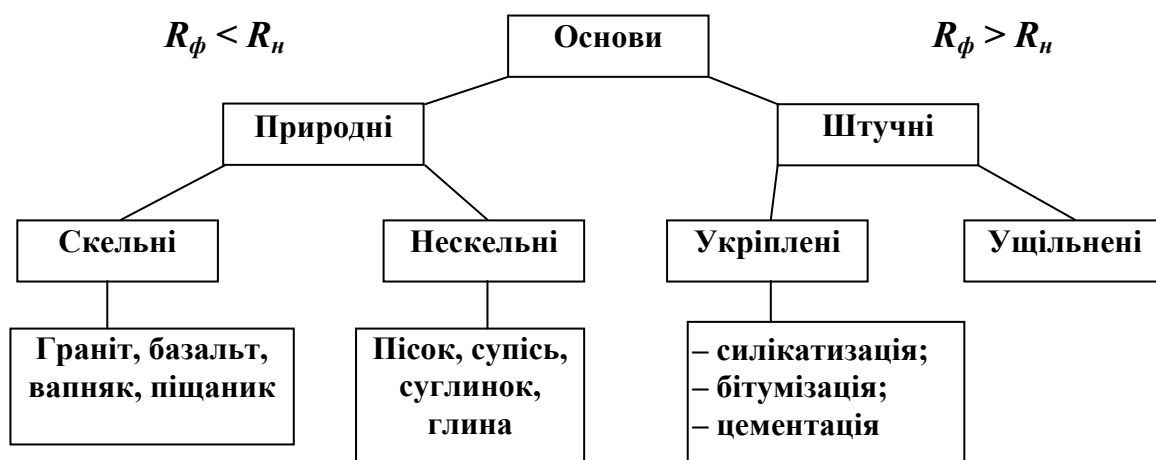 Rф < Rн
Основи
Rф > Rн
Природні
Штучні
Скельні
Нескельні
Укріплені
Ущільнені
Граніт, базальт,
вапняк, піщаник
Пісок, супісь,
суглинок,
глина
– силікатизація;
– бітумізація;
– цементація